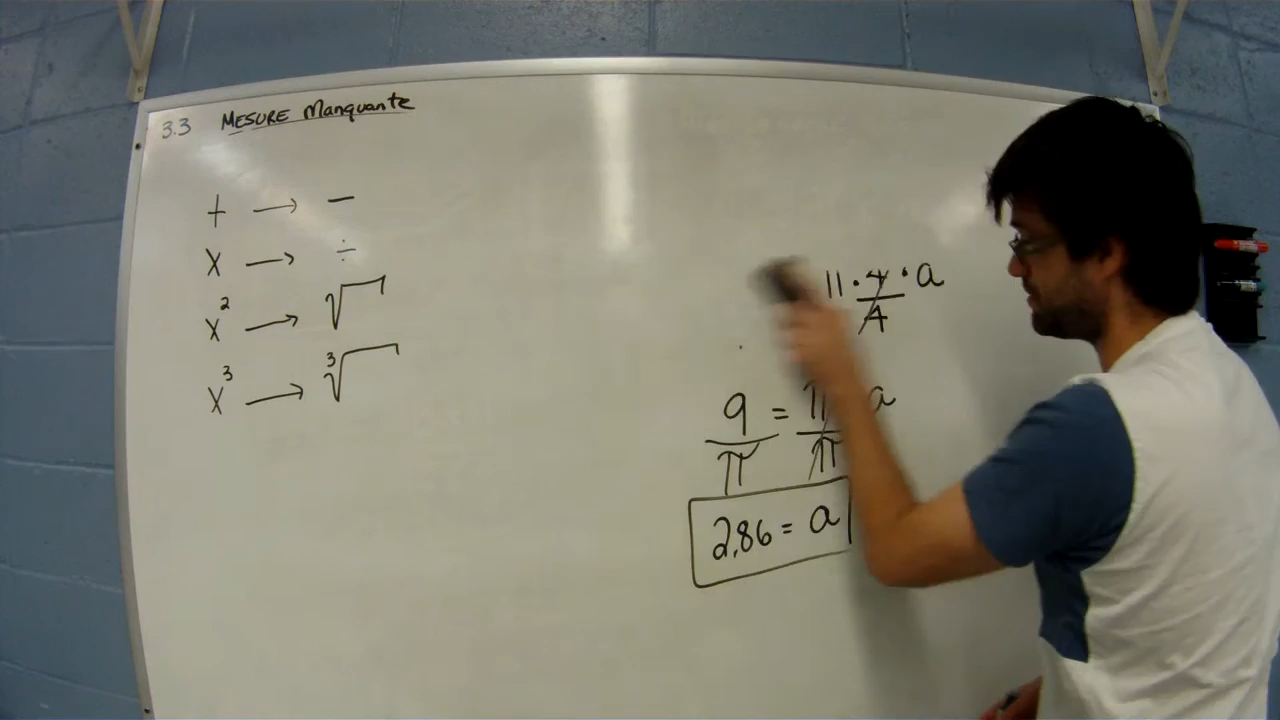 3.3 MESURE Manquante
+ → −
x → ÷
x² → √
x³ → ∛
π · 4 · a
4
9 = π a
π π
2,86 = a